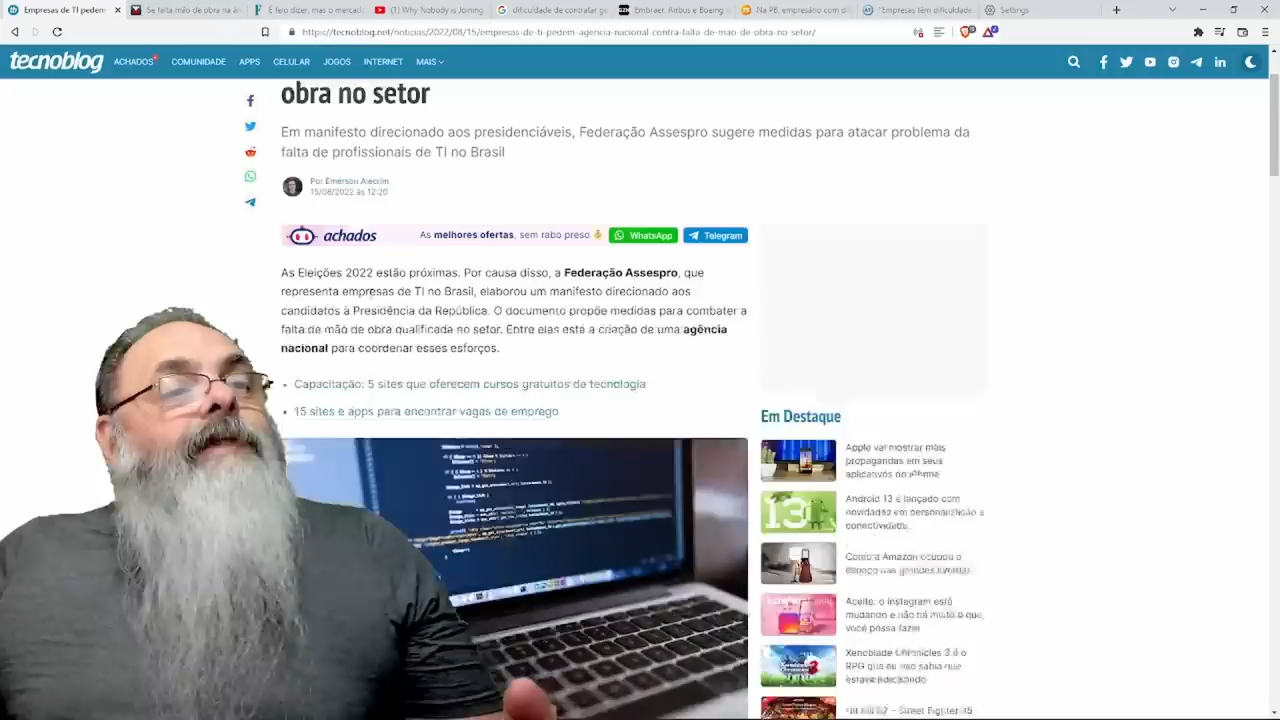 Empresas de TI pedem
Se falta mão de obra na ár
É feio dizer, mas o mercad
(1) Why Nobody is Joining
dificuldade de contratar ge
Embraer, Airbus e Boeing
Na PB, empresário com di
"Empresas têm dificuldade
Settings
https://tecnoblog.net/noticias/2022/08/15/empresas-de-ti-pedem-agencia-nacional-contra-falta-de-mao-de-obra-no-setor/
tecnoblog
ACHADOS
COMUNIDADE
APPS
CELULAR
JOGOS
INTERNET
MAIS
obra no setor
Em manifesto direcionado aos presidenciáveis, Federação Assespro sugere medidas para atacar problema da
falta de profissionais de TI no Brasil
Por Emerson Alecrim
15/08/2022 às 12:20
achados
As melhores ofertas, sem rabo preso
WhatsApp
Telegram
As Eleições 2022 estão próximas. Por causa disso, a Federação Assespro, que
representa empresas de TI no Brasil, elaborou um manifesto direcionado aos
candidatos à Presidência da República. O documento propõe medidas para combater a
falta de mão de obra qualificada no setor. Entre elas está a criação de uma agência
nacional para coordenar esses esforços.
Capacitação: 5 sites que oferecem cursos gratuitos de tecnologia
15 sites e apps para encontrar vagas de emprego
Em Destaque
Apple vai mostrar mais
propagandas em seus
aplicativos do iPhone
Android 13 é lançado com
novidades em personalização e
conectividade
Como a Amazon ocupou o
espaço das grandes livrarias
Aceite: o Instagram está
mudando e não há muito o que
você possa fazer
Xenoblade Chronicles 3 é o
RPG que eu não sabia que
estava precisando
Street Fighter